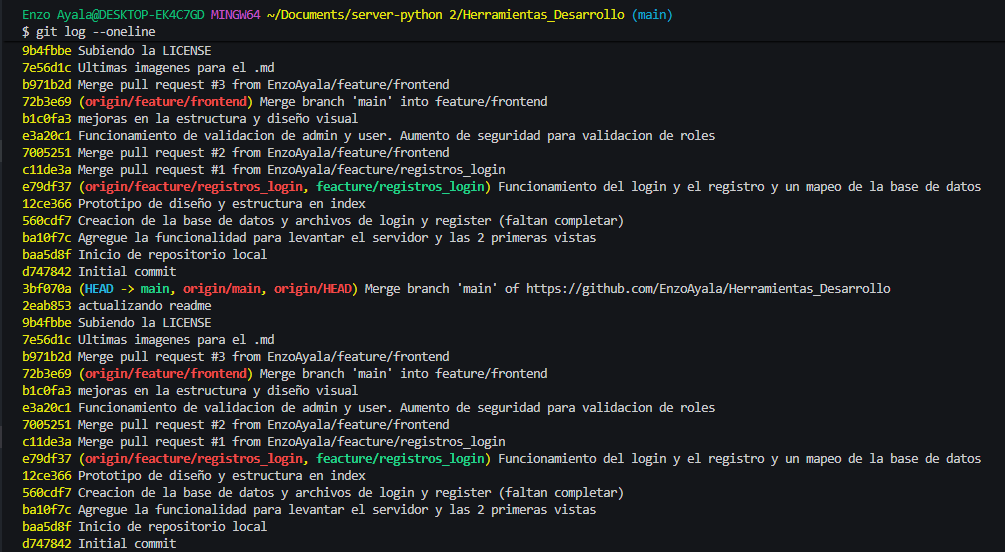 Enzo Ayala@DESKTOP-EK4C7GD MINGW64 ~/Documents/server-python 2/Herramientas_Desarrollo (main)
$ git log --oneline
9b4fbbe Subiendo la LICENSE
7e56d1c Ultimas imagenes para el .md
b971b2d Merge pull request #3 from EnzoAyala/feature/frontend
72b3e69 (origin/feature/frontend) Merge branch 'main' into feature/frontend
b1c0fa3 mejoras en la estructura y diseño visual
e3a20c1 Funcionamiento de validacion de admin y user. Aumento de seguridad para validacion de roles
7005251 Merge pull request #2 from EnzoAyala/feature/frontend
c11de3a Merge pull request #1 from EnzoAyala/feacture/registros_login
e79df37 (origin/feacture/registros_login, feacture/registros_login) Funcionamiento del login y el registro y un mapeo de la base de datos
12ce366 Prototipo de diseño y estructura en index
560cdf7 Creacion de la base de datos y archivos de login y register (faltan completar)
ba10f7c Agregue la funcionalidad para levantar el servidor y las 2 primeras vistas
baa5d8f Inicio de repositorio local
d747842 Initial commit
3bf070a (HEAD -> main, origin/main, origin/HEAD) Merge branch 'main' of https://github.com/EnzoAyala/Herramientas_Desarrollo
2eab853 actualizando readme
9b4fbbe Subiendo la LICENSE
7e56d1c Ultimas imagenes para el .md
b971b2d Merge pull request #3 from EnzoAyala/feature/frontend
72b3e69 (origin/feature/frontend) Merge branch 'main' into feature/frontend
b1c0fa3 mejoras en la estructura y diseño visual
e3a20c1 Funcionamiento de validacion de admin y user. Aumento de seguridad para validacion de roles
7005251 Merge pull request #2 from EnzoAyala/feature/frontend
c11de3a Merge pull request #1 from EnzoAyala/feacture/registros_login
e79df37 (origin/feacture/registros_login, feacture/registros_login) Funcionamiento del login y el registro y un mapeo de la base de datos
12ce366 Prototipo de diseño y estructura en index
560cdf7 Creacion de la base de datos y archivos de login y register (faltan completar)
ba10f7c Agregue la funcionalidad para levantar el servidor y las 2 primeras vistas
baa5d8f Inicio de repositorio local
d747842 Initial commit